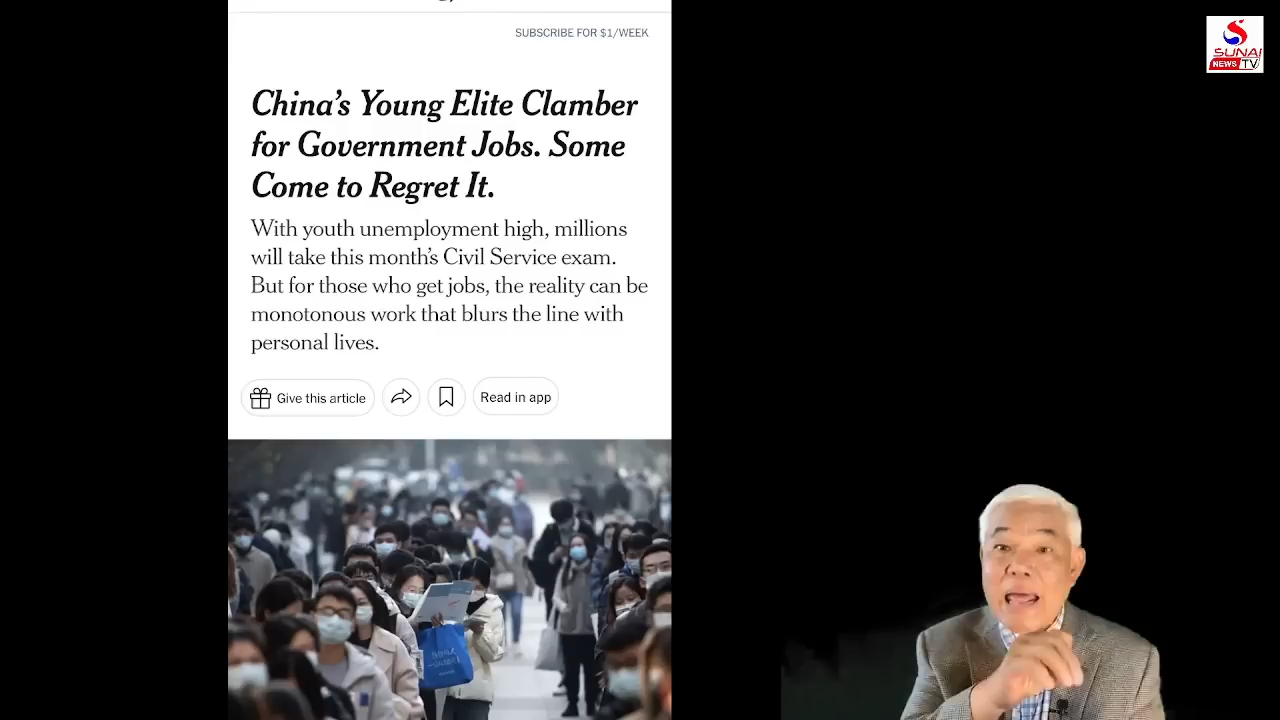 SUBSCRIBE FOR $1/WEEK
SUNAI
NEWS TV
China’s Young Elite Clamber
for Government Jobs. Some
Come to Regret It.
With youth unemployment high, millions
will take this month’s Civil Service exam.
But for those who get jobs, the reality can be
monotonous work that blurs the line with
personal lives.
Give this article
Read in app